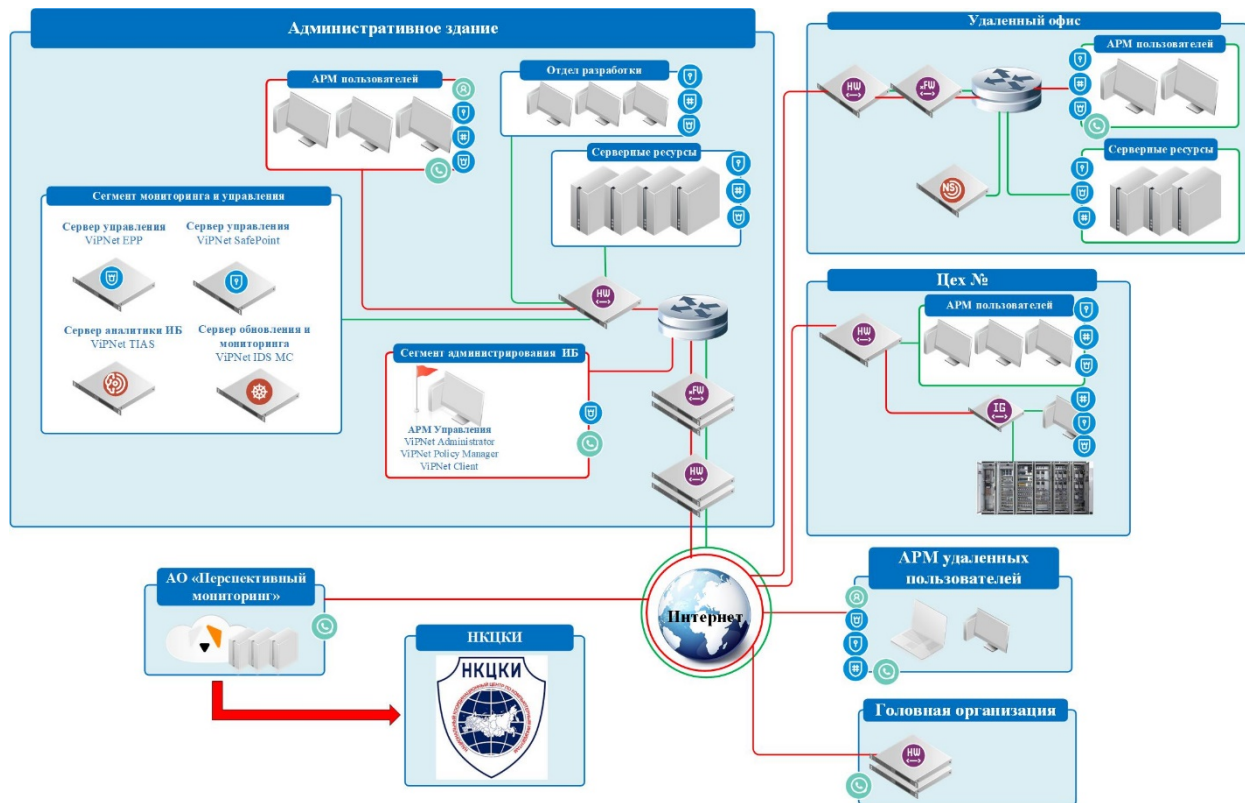 Административное здание
АРМ пользователей
Отдел разработки
Серверные ресурсы
Сегмент мониторинга и управления
Сервер управления
ViPNet EPP
Сервер управления
ViPNet SafePoint
Сервер аналитики ИБ
ViPNet TIAS
Сервер обновления и
мониторинга
ViPNet IDS MC
HW
Сегмент администрирования ИБ
АРМ Управления
ViPNet Administrator
ViPNet Policy Manager
ViPNet Client
xFW
HW
Удаленный офис
HW
xFW
АРМ пользователей
NS
Серверные ресурсы
Цех №
HW
АРМ пользователей
IG
АО «Перспективный
мониторинг»
НКЦКИ
НКЦКИ
Интернет
АРМ удаленных
пользователей
Головная организация
HW